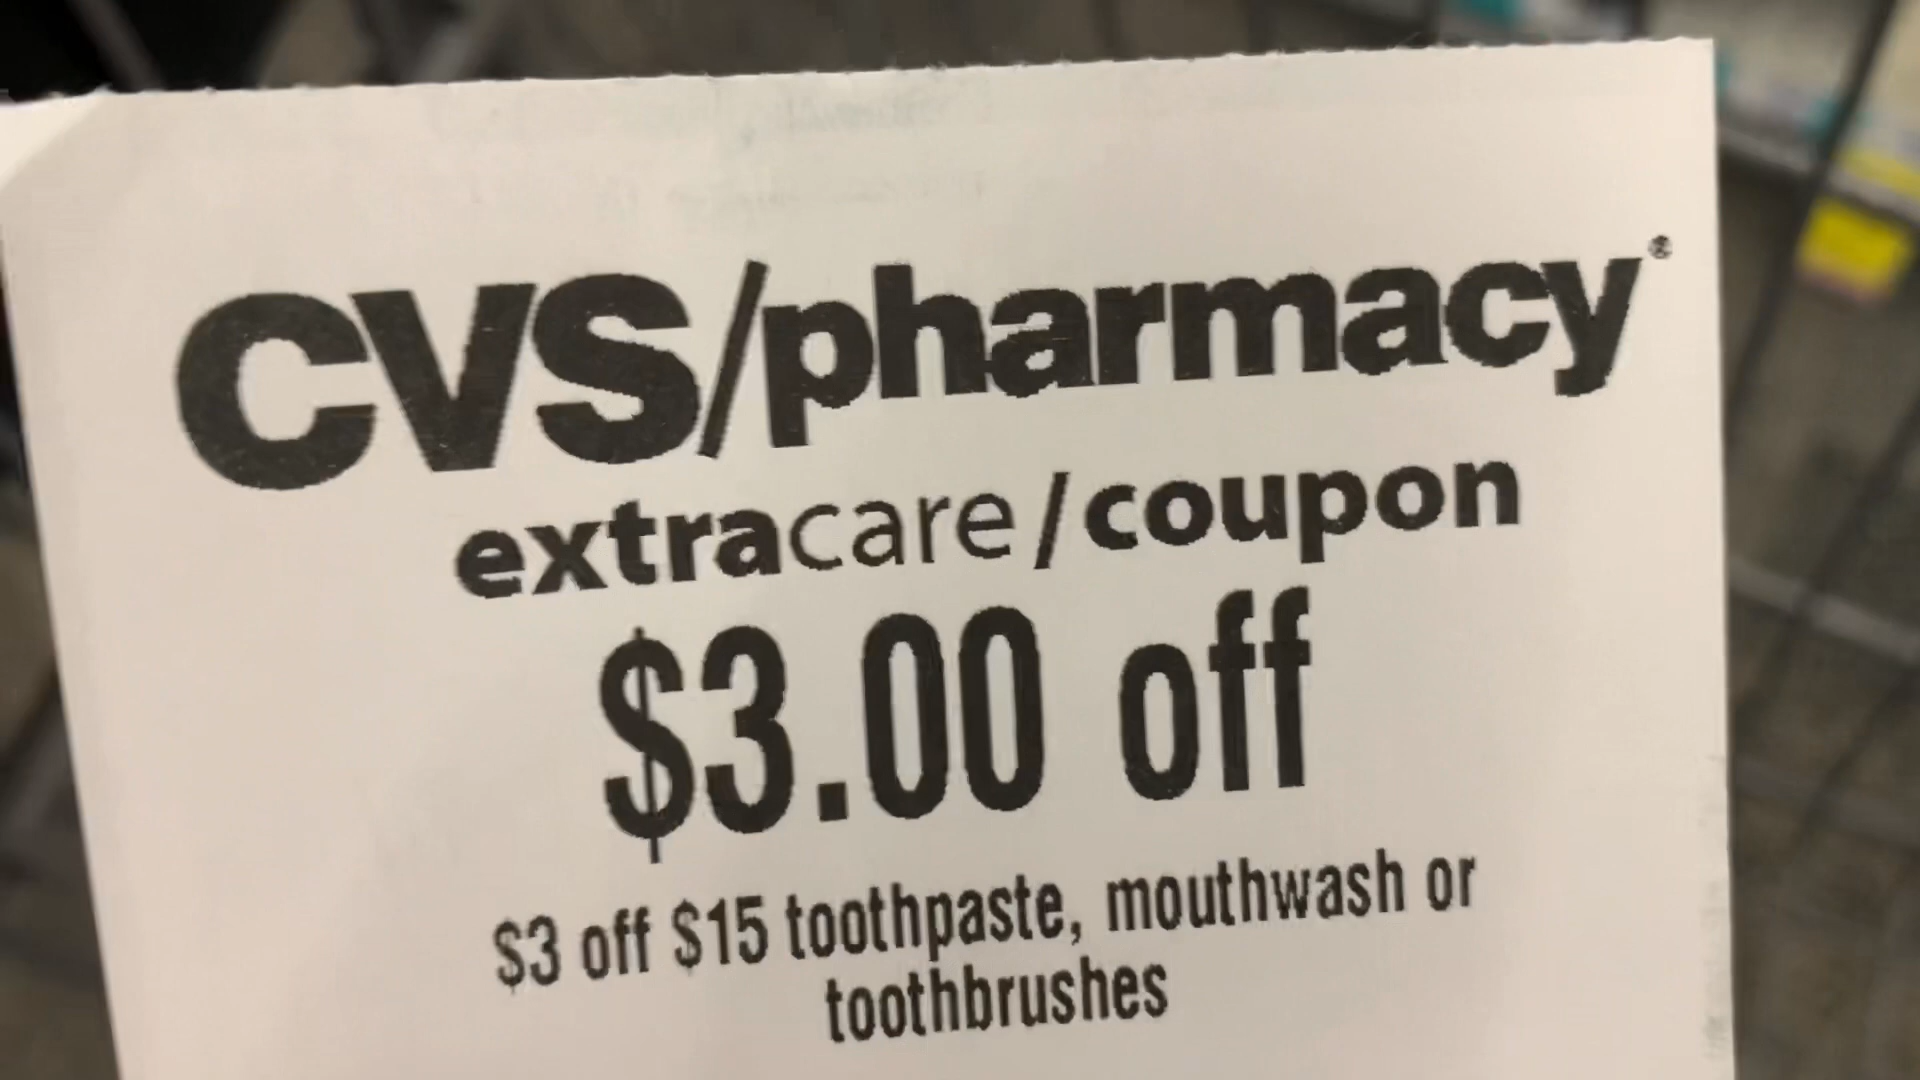 CVS/pharmacy®
extracare/coupon
$3.00 off
$3 off $15 toothpaste, mouthwash or
toothbrushes